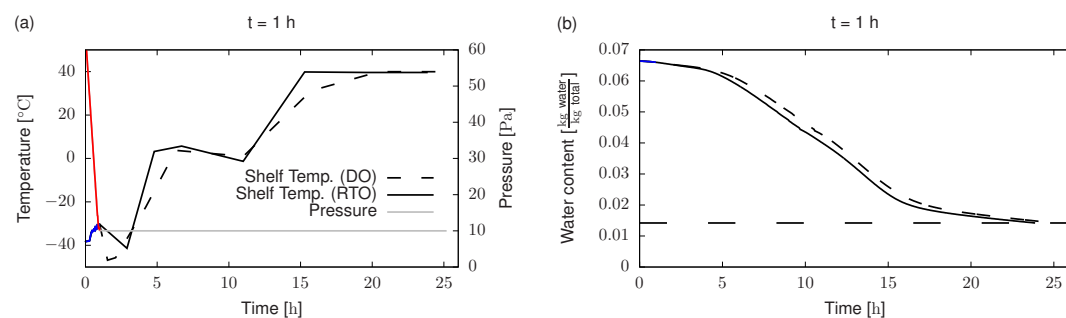 (a)
t = 1 h
40
20
0
−20
−40
Temperature [°C]
60
50
40
30
20
10
0
Pressure [Pa]
Shelf Temp. (DO)
Shelf Temp. (RTO)
Pressure
0 5 10 15 20 25
Time [h]
(b)
t = 1 h
0.07
0.06
0.05
0.04
0.03
0.02
0.01
0
Water content [kg water / kg total]
0 5 10 15 20 25
Time [h]